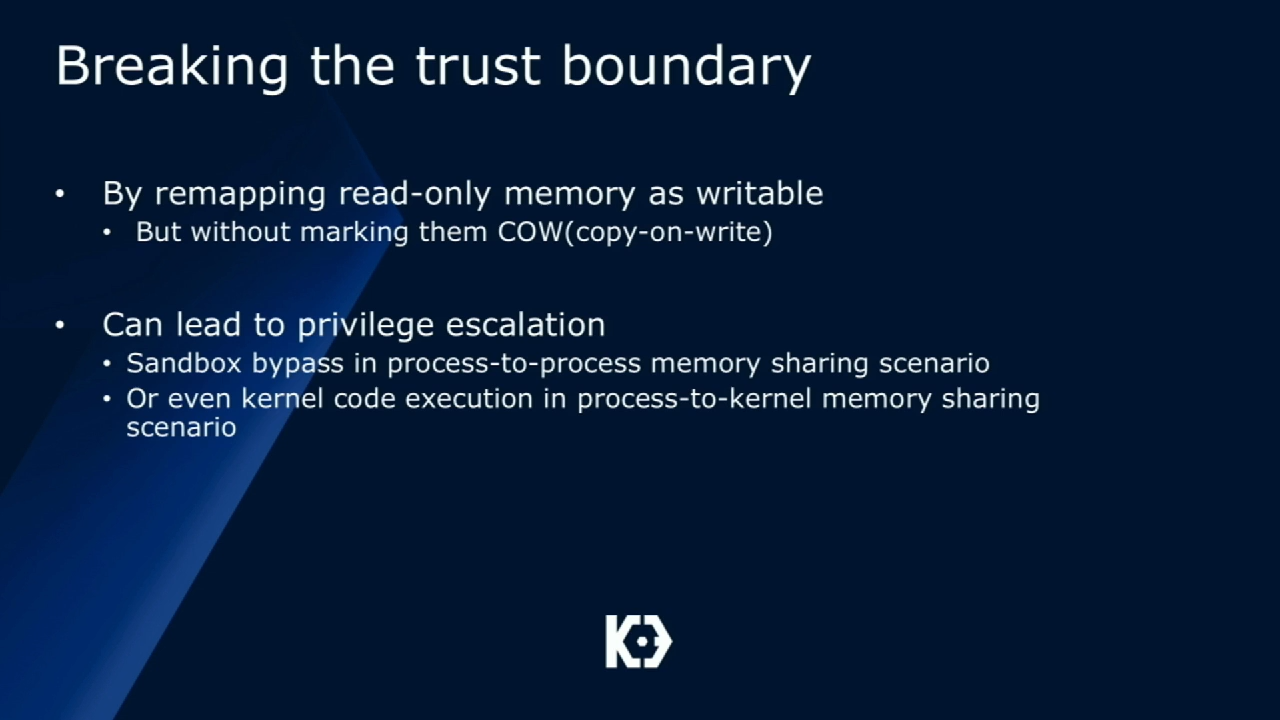 Breaking the trust boundary
• By remapping read-only memory as writable
• But without marking them COW(copy-on-write)
• Can lead to privilege escalation
• Sandbox bypass in process-to-process memory sharing scenario
• Or even kernel code execution in process-to-kernel memory sharing
scenario